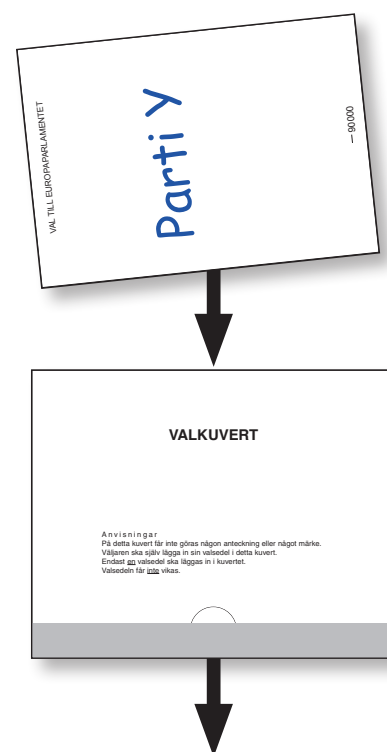 VAL TILL EUROPAPARLAMENTET
Parti Y
— 90000
VALKUVERT
Anvisningar
På detta kuvert får inte göras någon anteckning eller något märke.
Väljaren ska själv lägga in sin valsedel i detta kuvert.
Endast en valsedel ska läggas in i kuvertet.
Valsedeln får inte vikas.